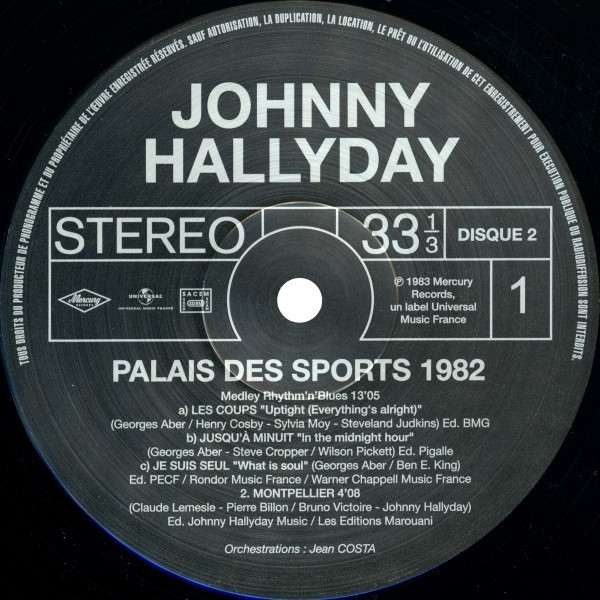 TOUS DROITS DU PRODUCTEUR DE PHONOGRAMME ET DU PROPRIÉTAIRE DE L'ŒUVRE ENREGISTRÉE RÉSERVÉS. SAUF AUTORISATION, LA DUPLICATION, LA LOCATION, LE PRÊT OU L'UTILISATION DE CET ENREGISTREMENT POUR EXÉCUTION PUBLIQUE OU RADIODIFFUSION SONT INTERDITS.
JOHNNY
HALLYDAY
STEREO
33 1/3
DISQUE 2
Mercury
RECORDS
UNIVERSAL
UNIVERSAL MUSIC FRANCE
SACEM
℗ 1983 Mercury
Records,
un label Universal
Music France
1
PALAIS DES SPORTS 1982
Medley Rhythm'n'Blues 13'05
a) LES COUPS "Uptight (Everything's alright)"
(Georges Aber / Henry Cosby - Sylvia Moy - Steveland Judkins) Ed. BMG
b) JUSQU'À MINUIT "In the midnight hour"
(Georges Aber - Steve Cropper / Wilson Pickett) Ed. Pigalle
c) JE SUIS SEUL "What is soul" (Georges Aber / Ben E. King)
Ed. PECF / Rondor Music France / Warner Chappell Music France
2. MONTPELLIER 4'08
(Claude Lemesle - Pierre Billon / Bruno Victoire - Johnny Hallyday)
Ed. Johnny Hallyday Music / Les Editions Marouani
Orchestrations : Jean COSTA